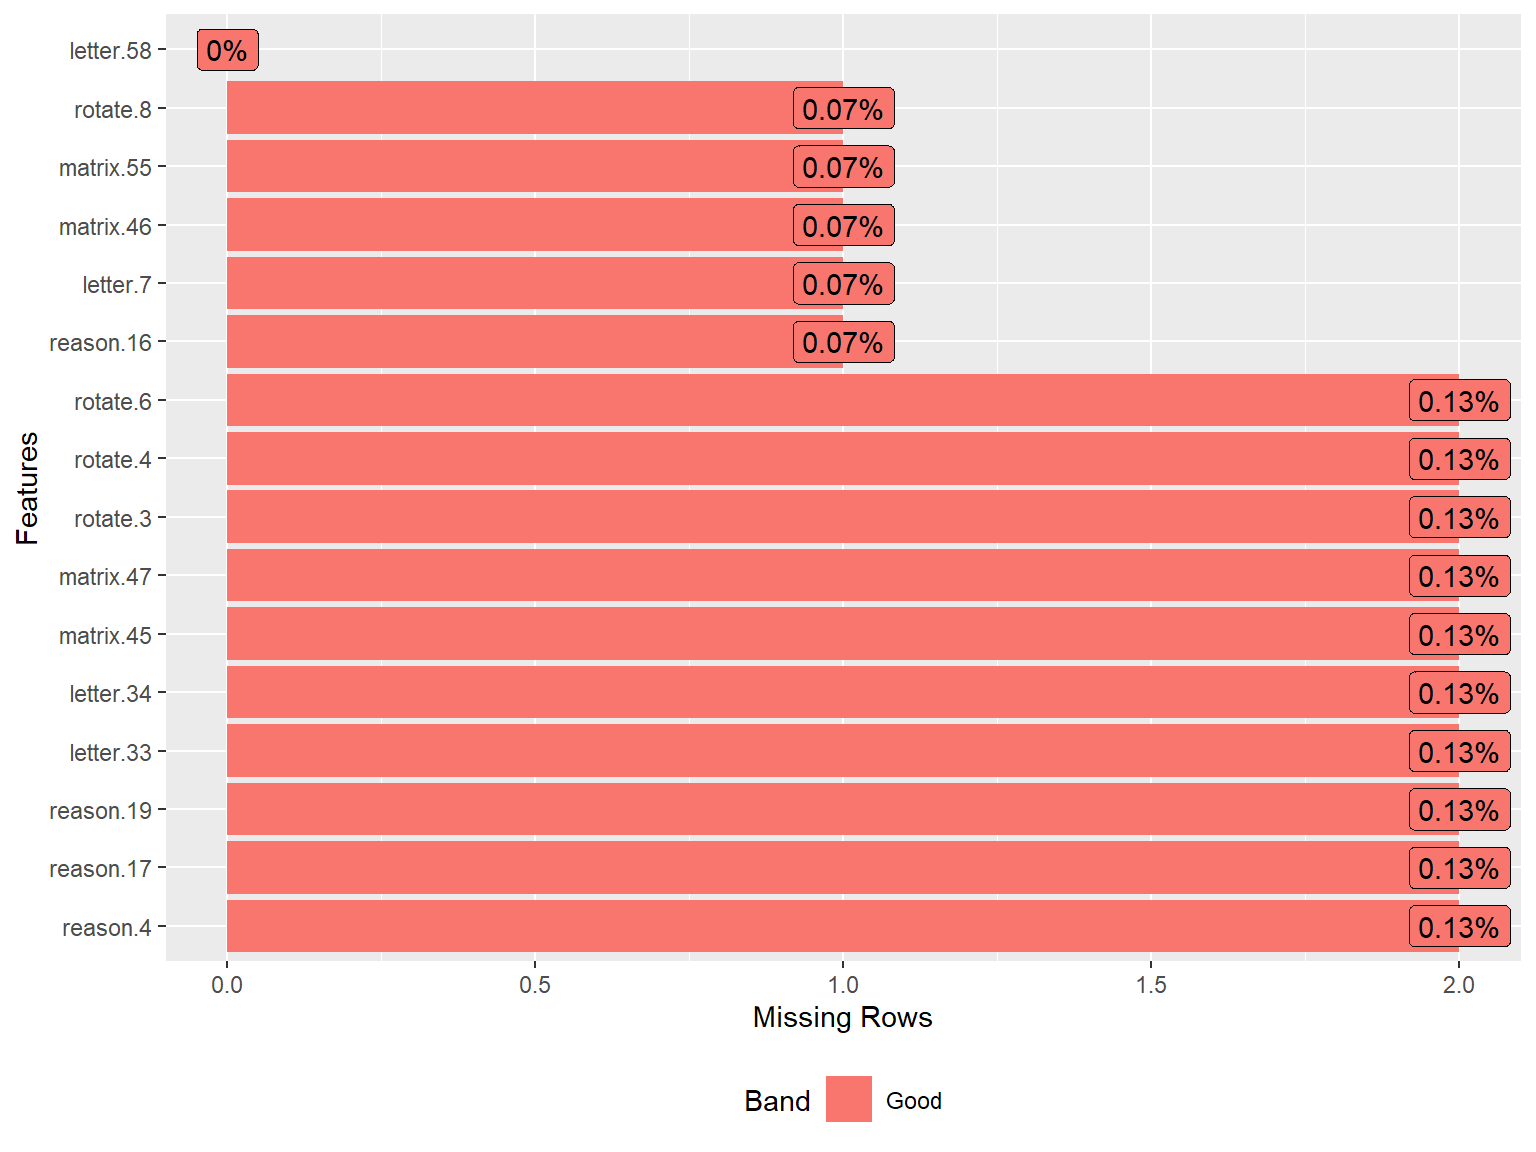 letter.58 0%
rotate.8 0.07%
matrix.55 0.07%
matrix.46 0.07%
letter.7 0.07%
reason.16 0.07%
rotate.6 0.13%
rotate.4 0.13%
rotate.3 0.13%
matrix.47 0.13%
matrix.45 0.13%
letter.34 0.13%
letter.33 0.13%
reason.19 0.13%
reason.17 0.13%
reason.4 0.13%
Features
0.0 0.5 1.0 1.5 2.0
Missing Rows
Band Good